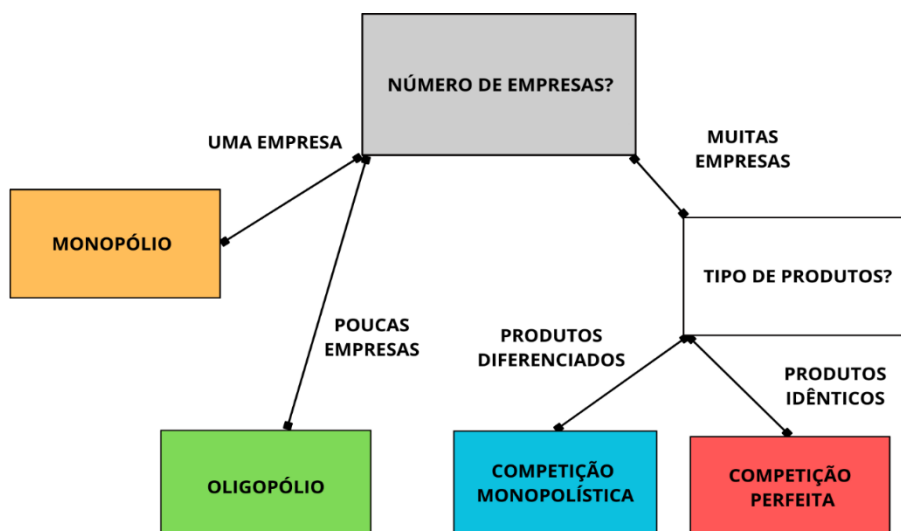 NÚMERO DE EMPRESAS?
UMA EMPRESA
MUITAS
EMPRESAS
MONOPÓLIO
TIPO DE PRODUTOS?
POUCAS
EMPRESAS
PRODUTOS
DIFERENCIADOS
PRODUTOS
IDÊNTICOS
OLIGOPÓLIO
COMPETIÇÃO
MONOPOLÍSTICA
COMPETIÇÃO
PERFEITA